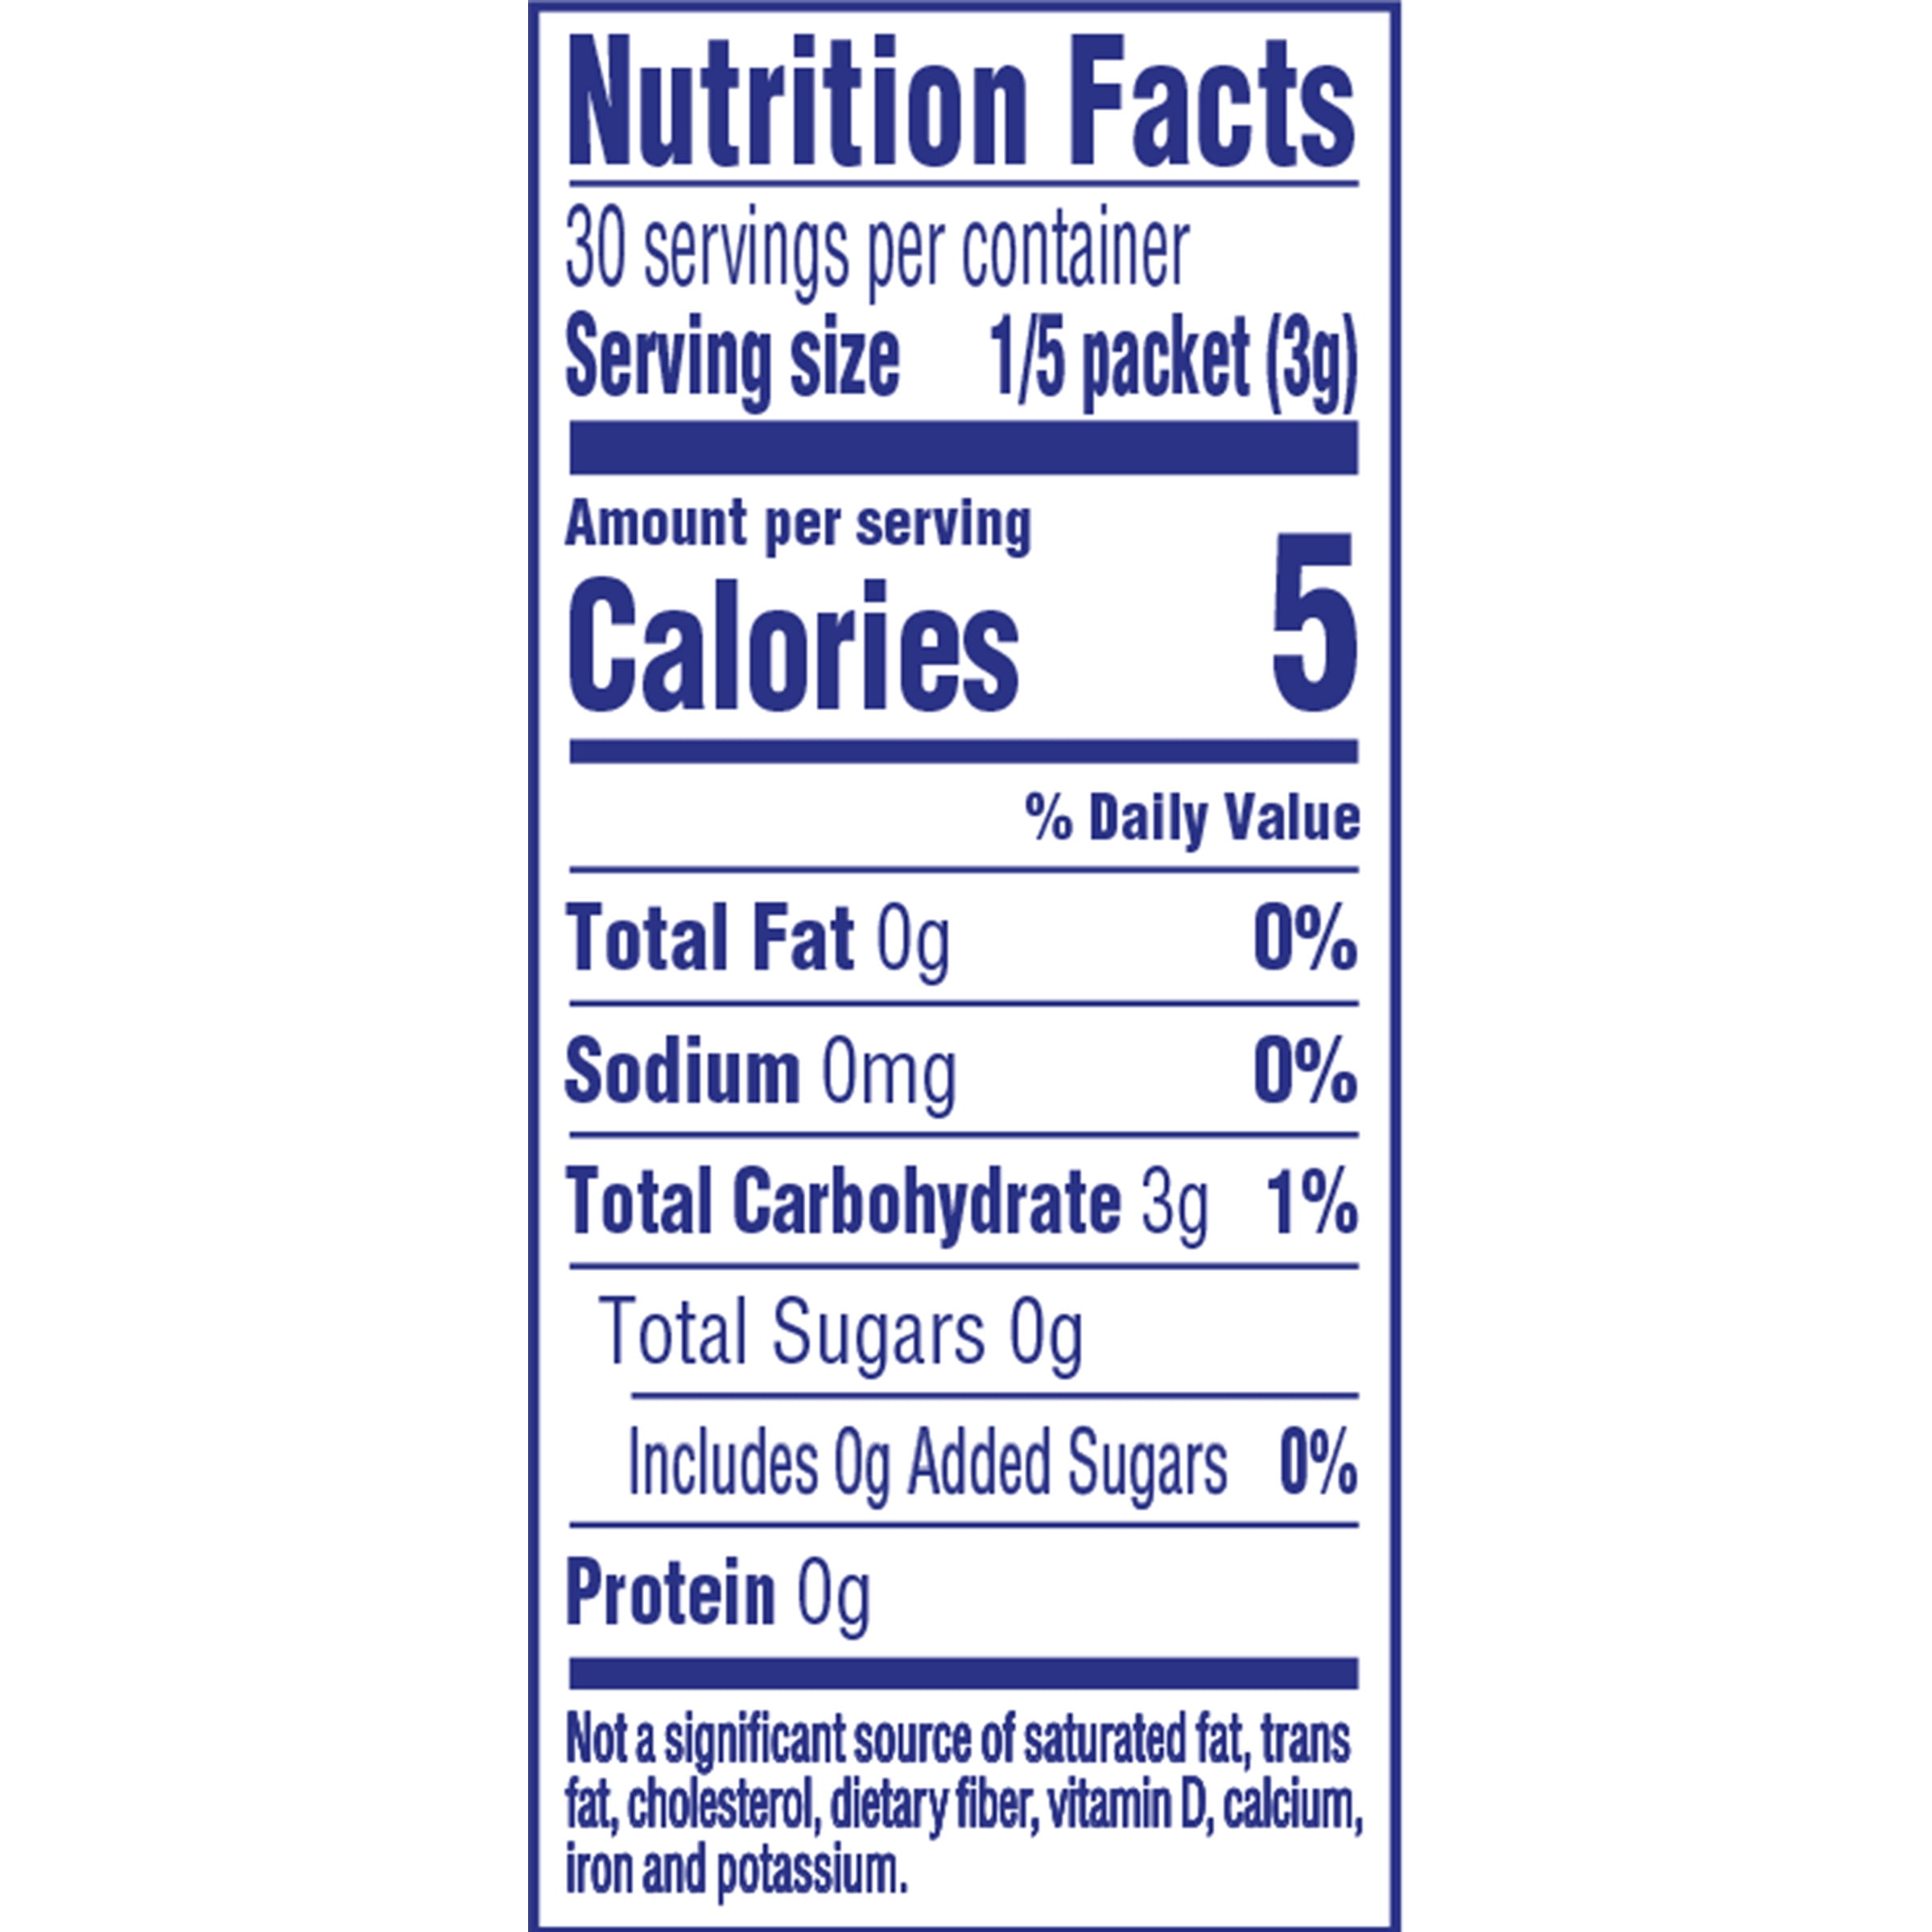 Nutrition Facts
30 servings per container
Serving size 1/5 packet (3g)
Amount per serving
Calories 5
% Daily Value
Total Fat 0g 0%
Sodium 0mg 0%
Total Carbohydrate 3g 1%
Total Sugars 0g
Includes 0g Added Sugars 0%
Protein 0g
Not a significant source of saturated fat, trans
fat, cholesterol, dietary fiber, vitamin D, calcium,
iron and potassium.